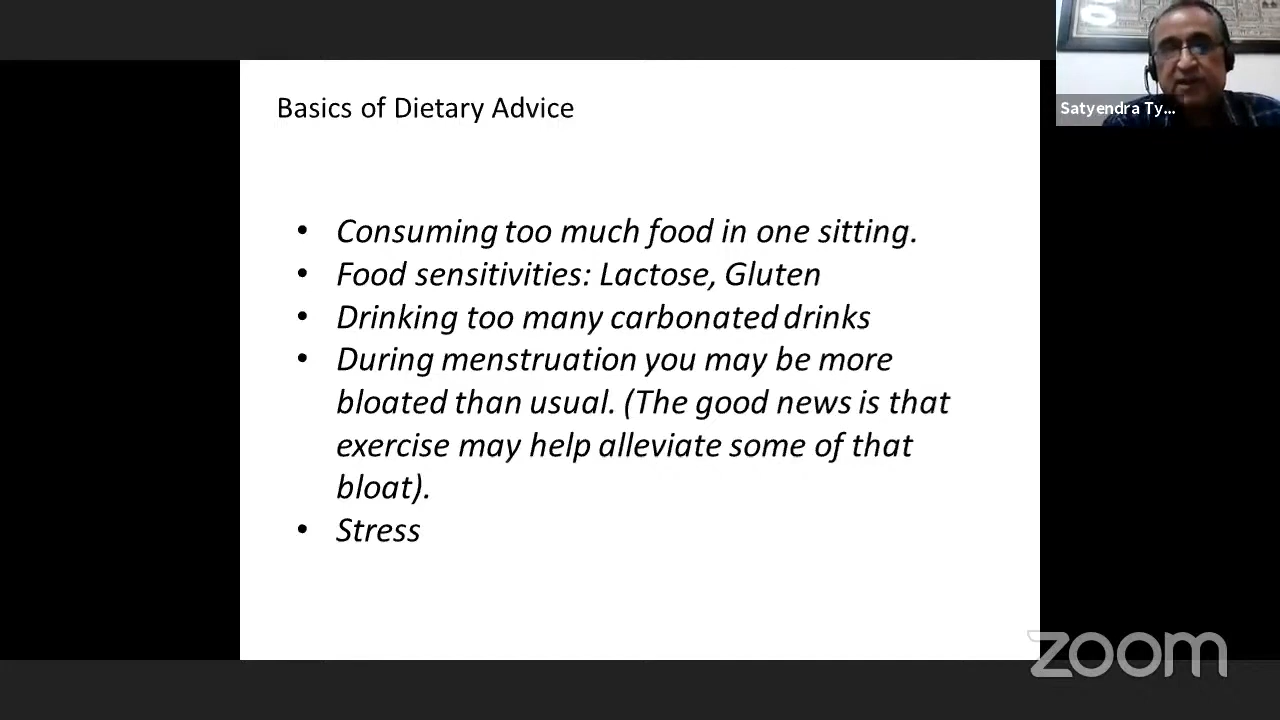 Basics of Dietary Advice
Satyendra Ty...
• Consuming too much food in one sitting.
• Food sensitivities: Lactose, Gluten
• Drinking too many carbonated drinks
• During menstruation you may be more
bloated than usual. (The good news is that
exercise may help alleviate some of that
bloat).
• Stress
zoom